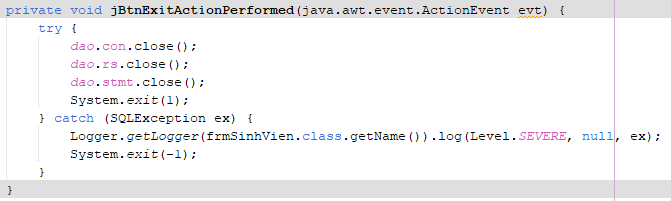 private void jBtnExitActionPerformed(java.awt.event.ActionEvent evt) {
    try {
        dao.con.close();
        dao.rs.close();
        dao.stmt.close();
        System.exit(1);
    } catch (SQLException ex) {
        Logger.getLogger(frmSinhVien.class.getName()).log(Level.SEVERE, null, ex);
        System.exit(-1);
    }
}